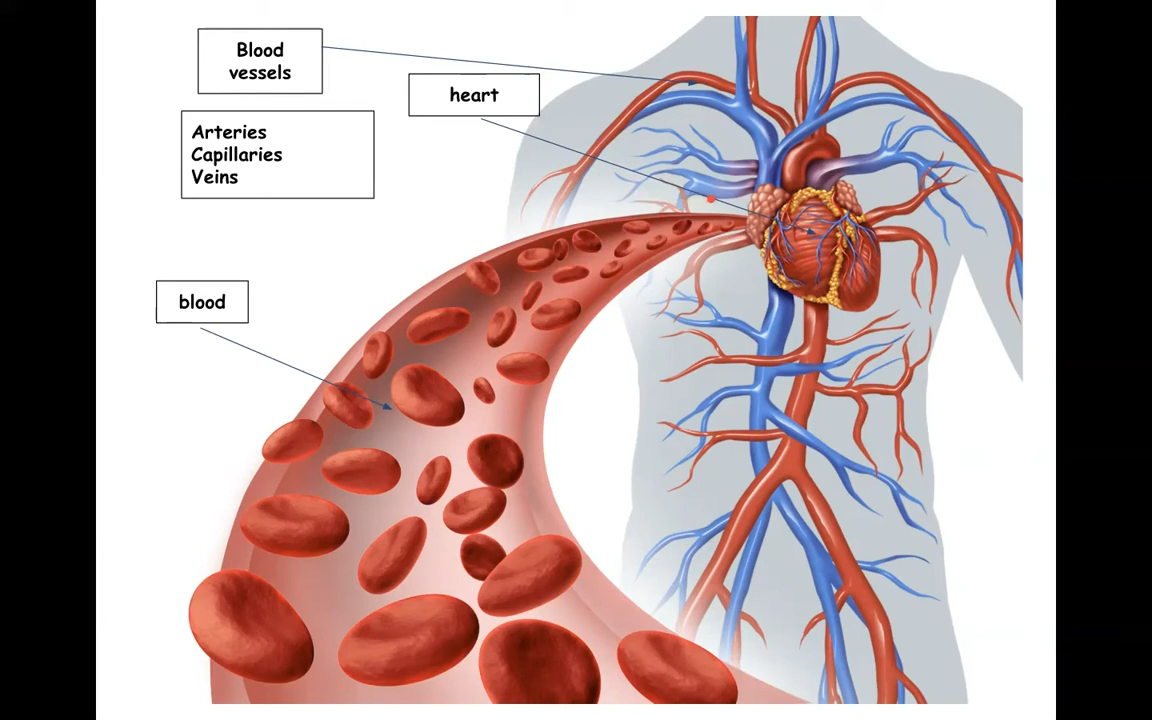 Blood
vessels
heart
Arteries
Capillaries
Veins
blood